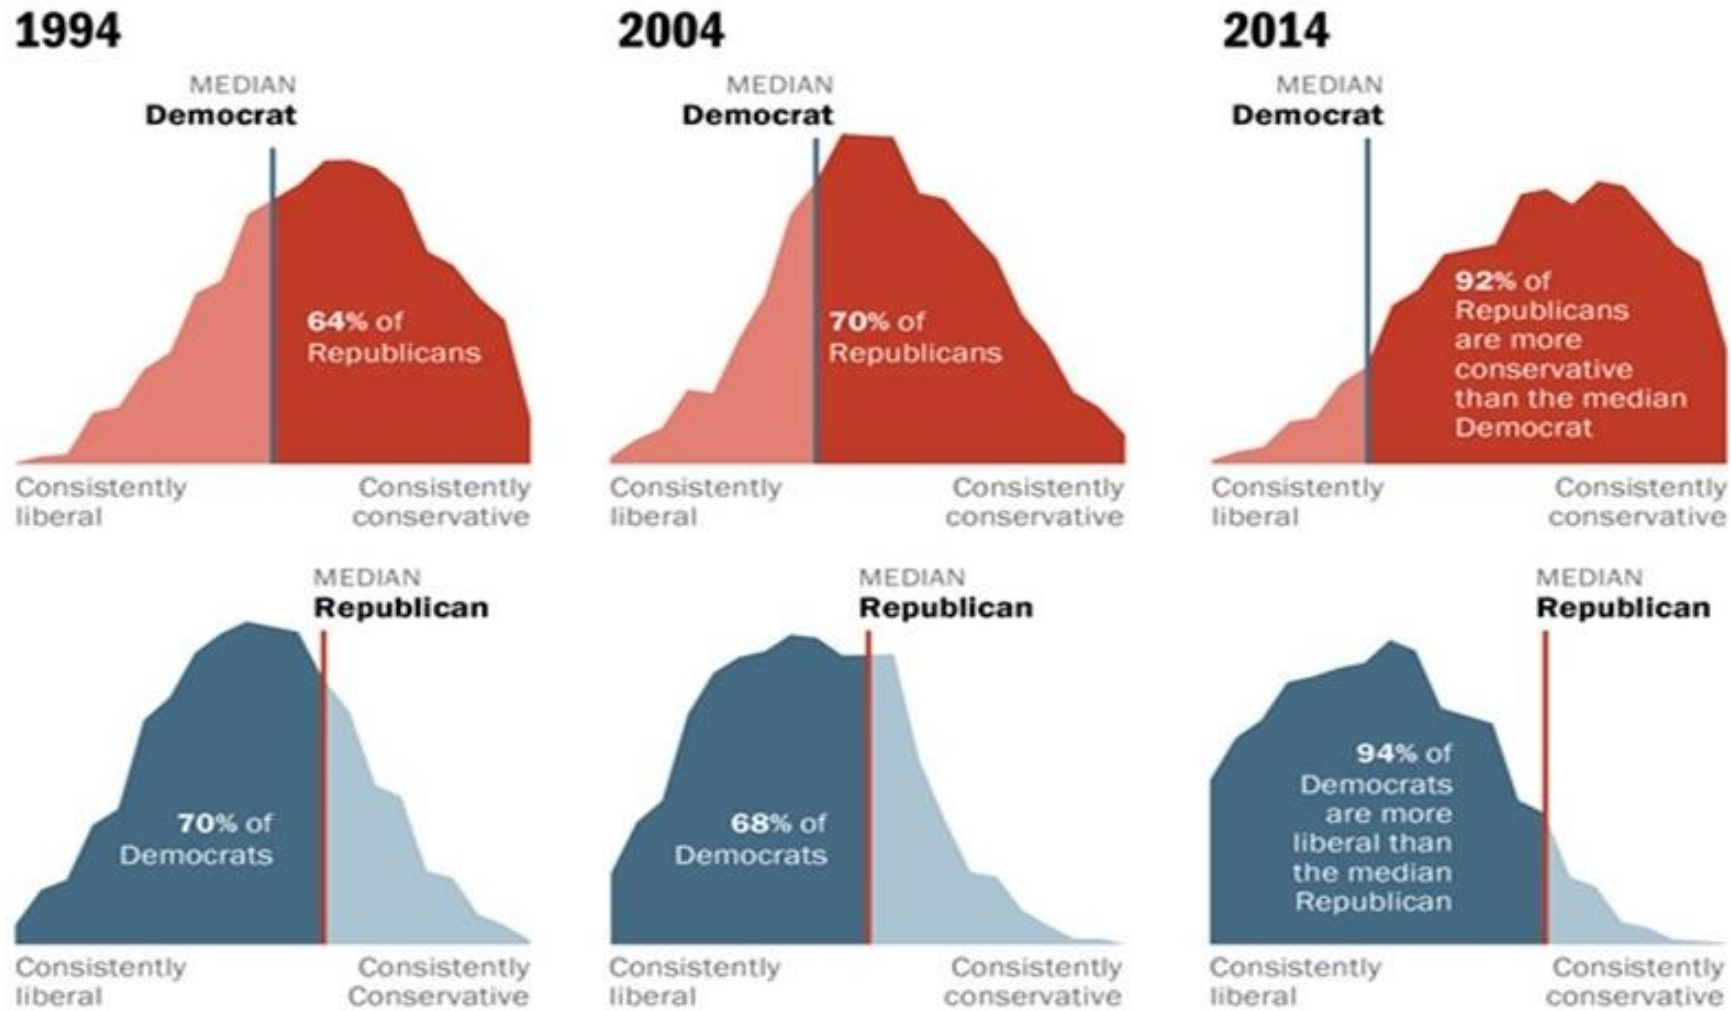 1994
MEDIAN
Democrat
64% of
Republicans
Consistently
liberal
Consistently
conservative
2004
MEDIAN
Democrat
70% of
Republicans
Consistently
liberal
Consistently
conservative
2014
MEDIAN
Democrat
92% of
Republicans
are more
conservative
than the median
Democrat
Consistently
liberal
Consistently
conservative
MEDIAN
Republican
70% of
Democrats
Consistently
liberal
Consistently
Conservative
MEDIAN
Republican
68% of
Democrats
Consistently
liberal
Consistently
conservative
MEDIAN
Republican
94% of
Democrats
are more
liberal than
the median
Republican
Consistently
liberal
Consistently
conservative